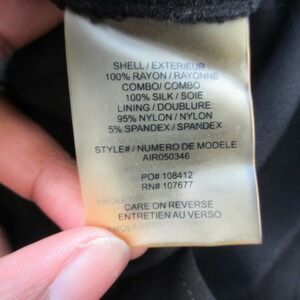 SHELL / EXTERIEUR
100% RAYON / RAYONNE
COMBO/ COMBO
100% SILK / SOIE
LINING / DOUBLURE:
95% NYLON / NYLON
5% SPANDEX / SPANDEX
STYLE# / NUMERO DE MODELE
AIR050346
PO# 108412
RN# 107677
CARE ON REVERSE
ENTRETIEN AU VERSO